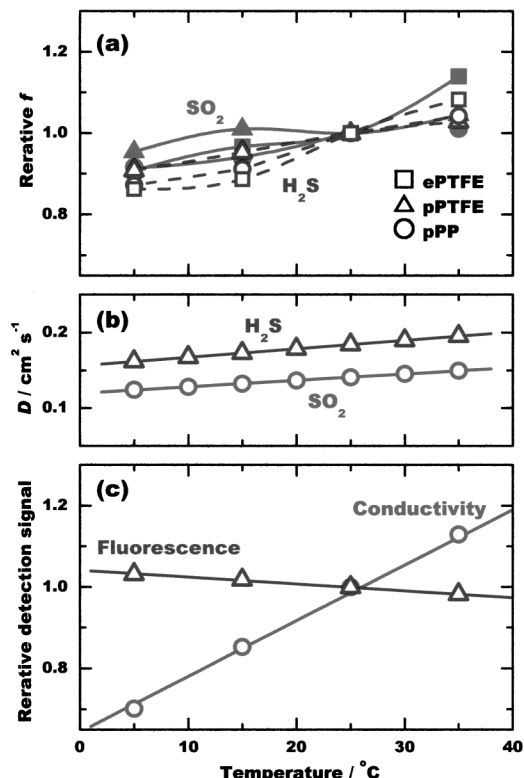 (a)
1.2
1.0
0.8
Rerative f
SO2
H2S
ePTFE
pPTFE
pPP
(b)
0.2
0.1
D / cm² s⁻¹
H2S
SO2
(c)
1.2
1.0
0.8
Rerative detection signal
Conductivity
Fluorescence
0 10 20 30 40
Temperature / °C